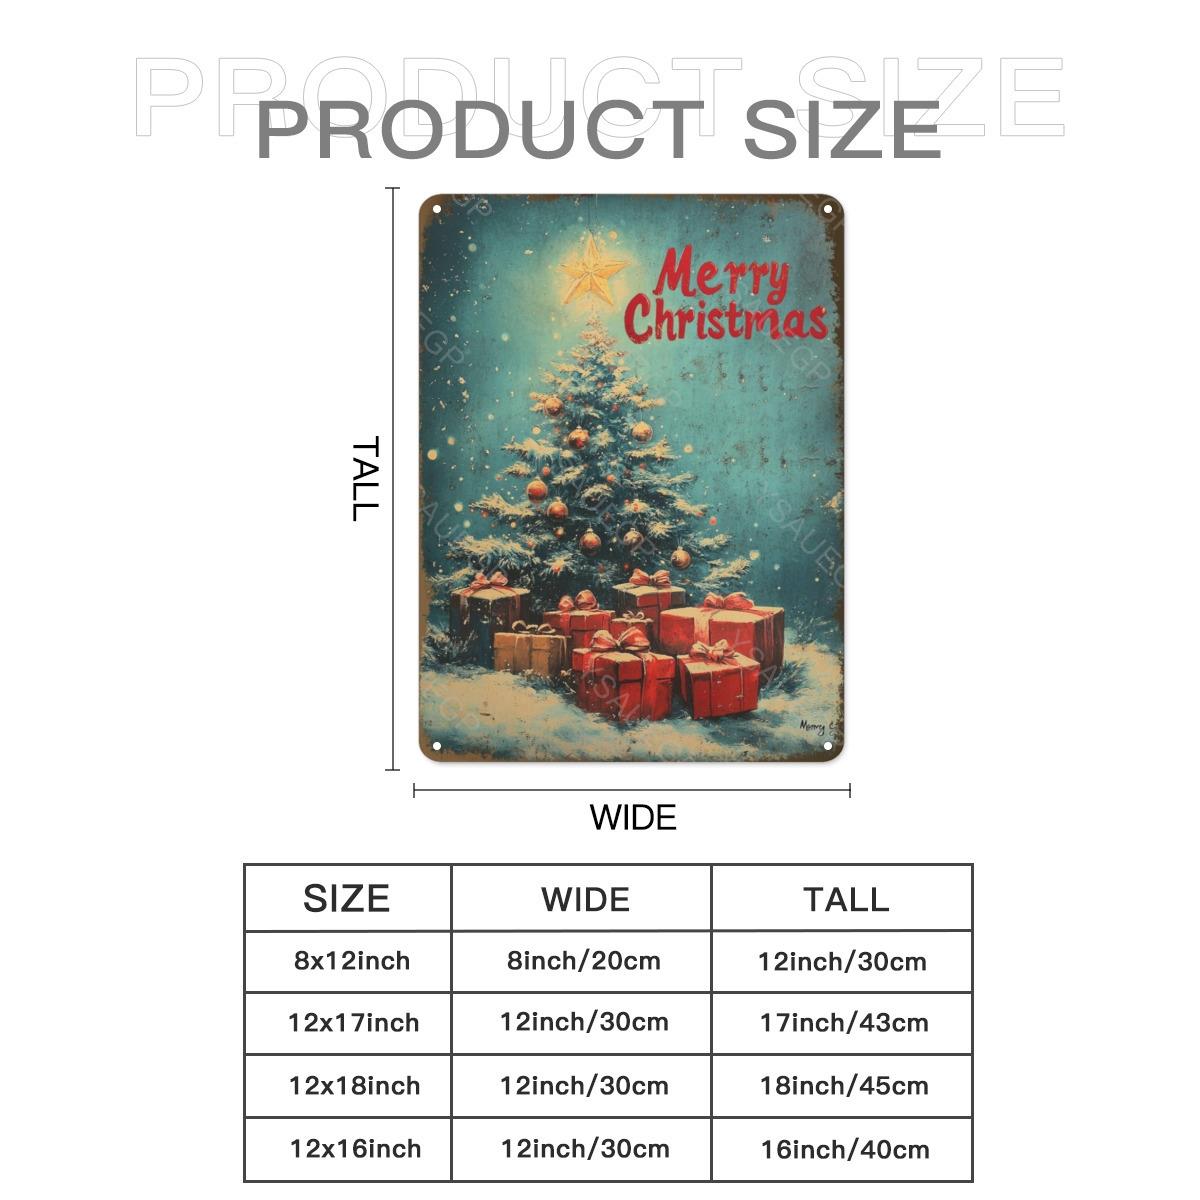 PRODUCT SIZE
PRODUCT SIZE
Merry
Christmas
TALL
WIDE
SIZE WIDE TALL
8x12inch 8inch/20cm 12inch/30cm
12x17inch 12inch/30cm 17inch/43cm
12x18inch 12inch/30cm 18inch/45cm
12x16inch 12inch/30cm 16inch/40cm